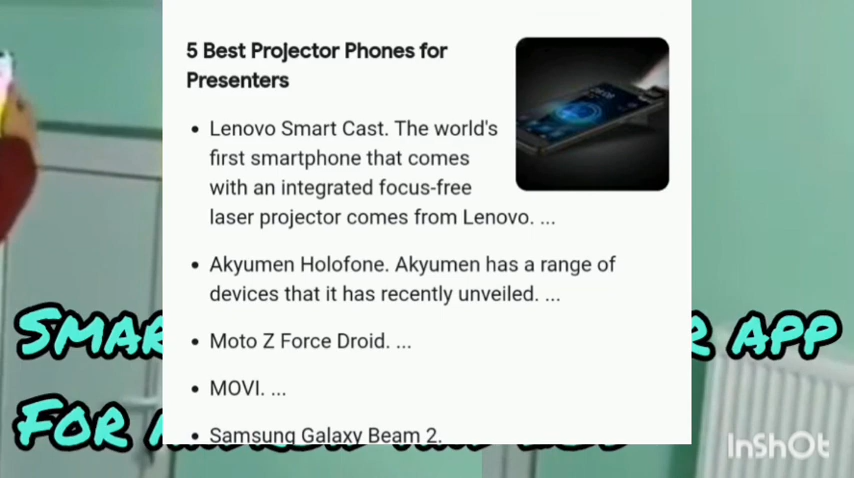 5 Best Projector Phones for
Presenters
• Lenovo Smart Cast. The world's
first smartphone that comes
with an integrated focus-free
laser projector comes from Lenovo. ...
• Akyumen Holofone. Akyumen has a range of
devices that it has recently unveiled. ...
• Moto Z Force Droid. ...
• MOVI. ...
• Samsung Galaxy Beam 2.
app
For
InShOt